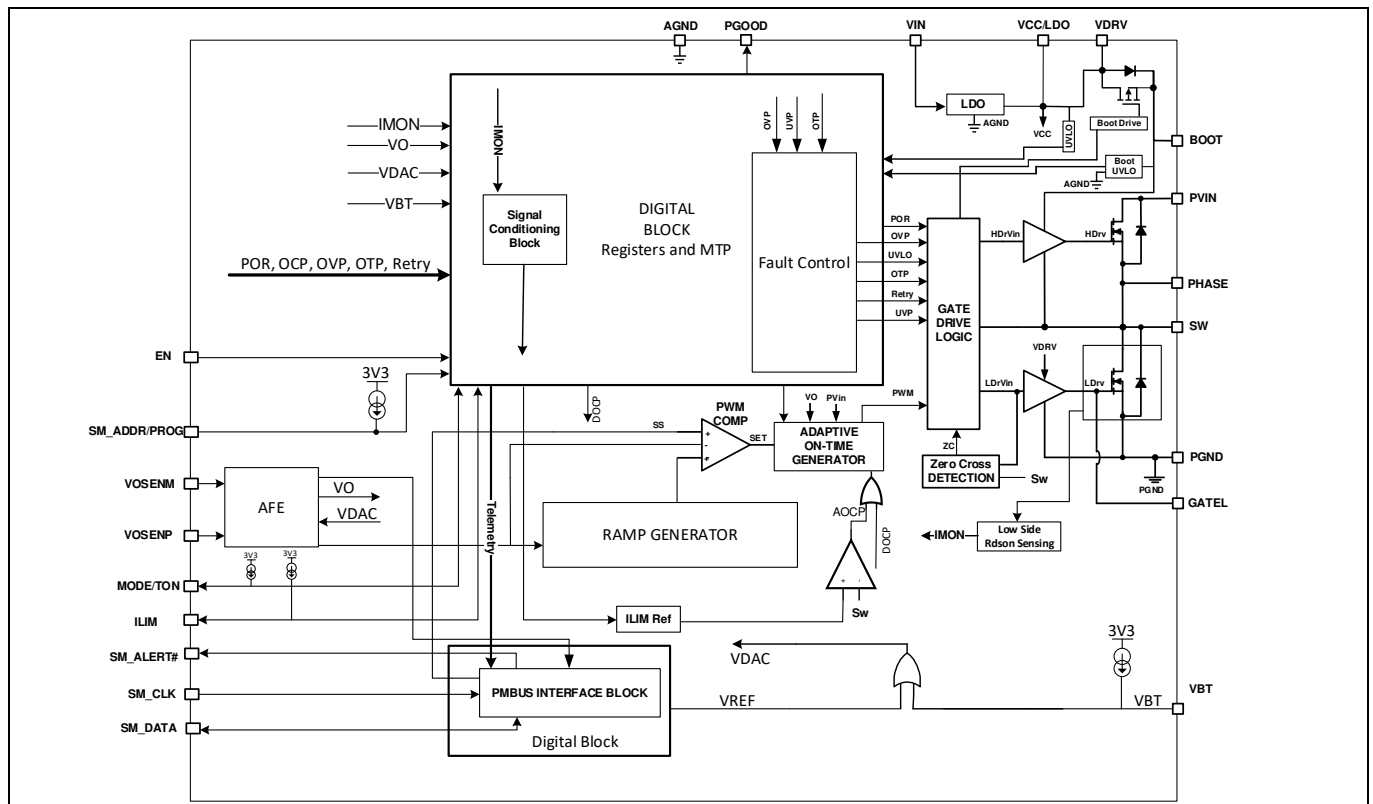 AGND
PGOOD
VIN
VCC/LDO
VDRV
LDO
AGND
VCC
UVLO
Boot Drive
BOOT
Boot
UVLO
AGND
IMON
VO
VDAC
VBT
POR, OCP, OVP, OTP, Retry
IMON
Signal
Conditioning
Block
DIGITAL
BLOCK
Registers and MTP
OVP
UVP
OTP
Fault Control
POR
OVP
UVLO
OTP
Retry
UVP
GATE
DRIVE
LOGIC
HDrVin
HDrv
PVIN
PHASE
SW
EN
3V3
SM_ADDR/PROG
DOCP
VDRV
LDrVin
LDrv
PWM
COMP
SS
+
-
+
SET
VO
PVin
ADAPTIVE
ON-TIME
GENERATOR
PWM
ZC
Zero Cross
DETECTION
Sw
PGND
PGND
GATEL
VOSENM
VOSENP
AFE
VO
VDAC
3V3
3V3
Telemetry
RAMP GENERATOR
AOCP
DOCP
+
-
Sw
IMON
Low Side
Rdson Sensing
MODE/TON
ILIM
ILIM Ref
SM_ALERT#
SM_CLK
SM_DATA
PMBUS INTERFACE BLOCK
Digital Block
VDAC
VREF
3V3
VBT
VBT